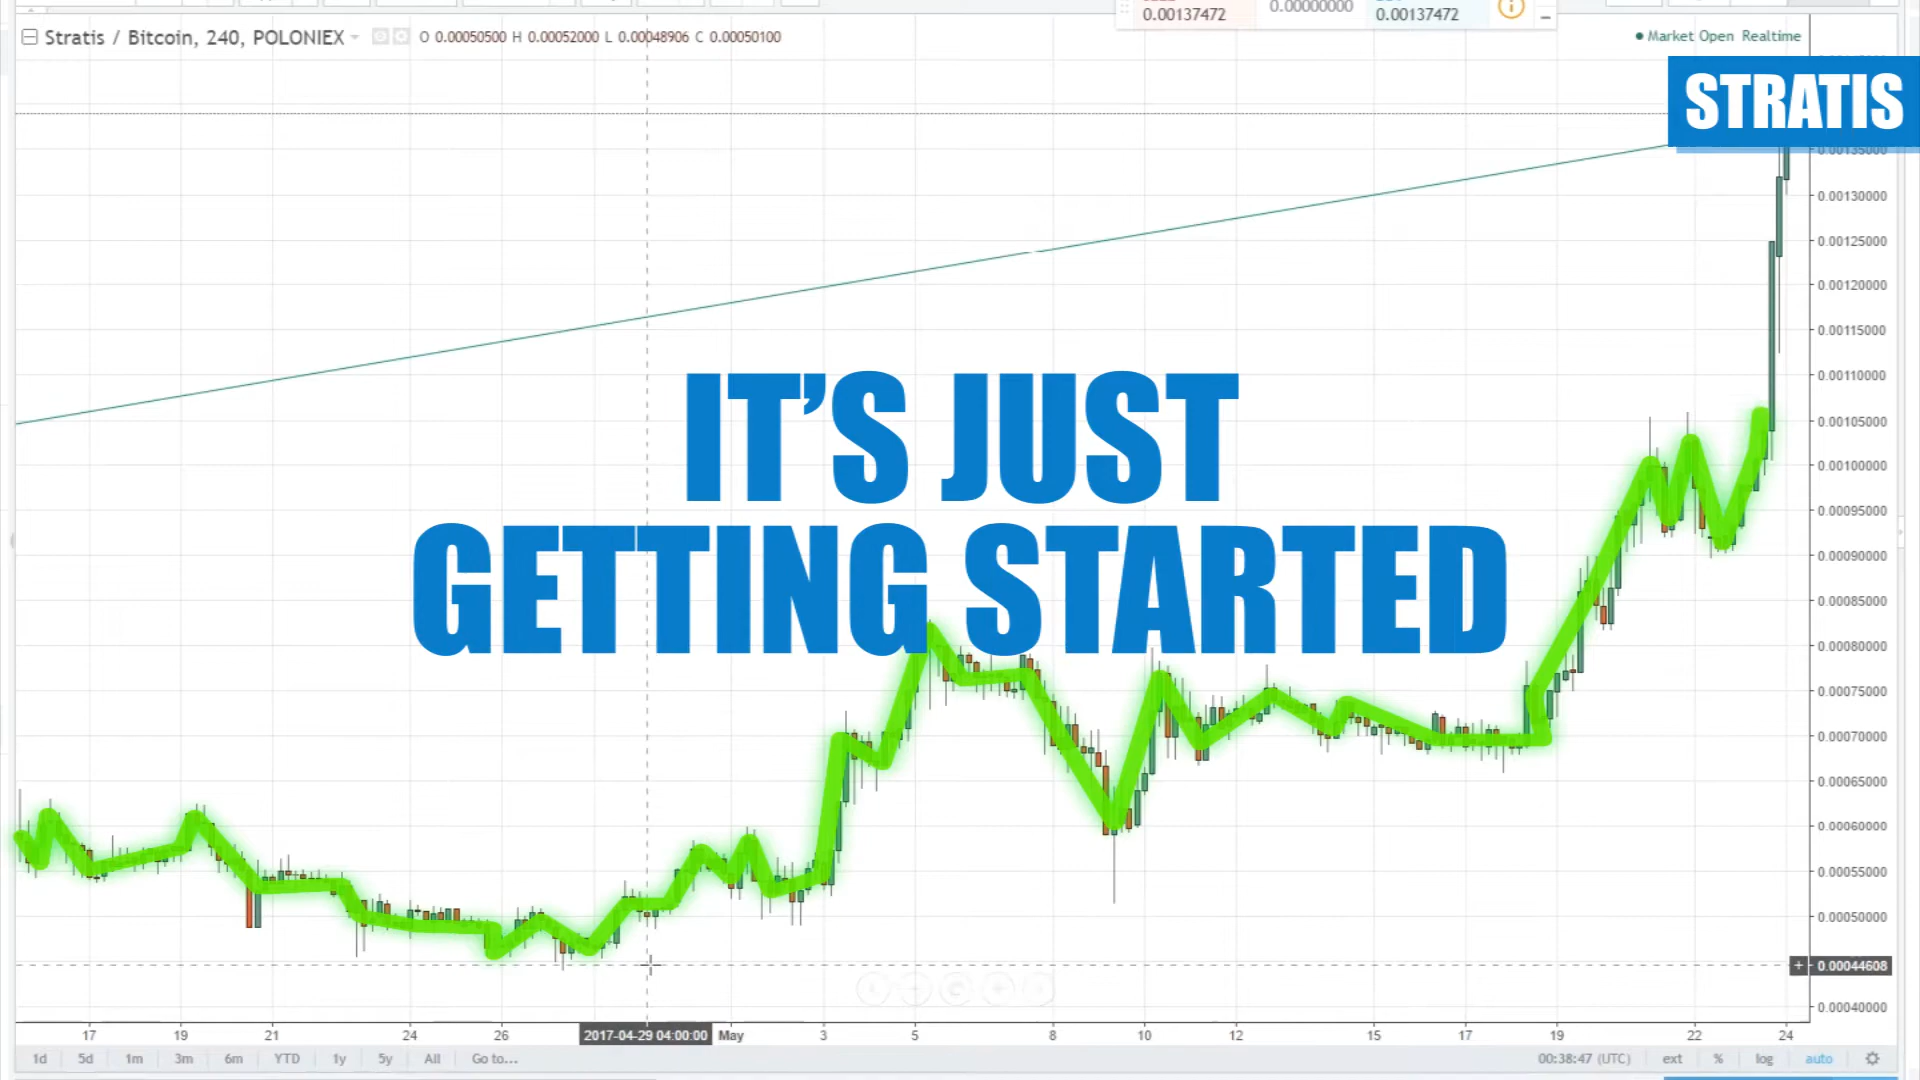 0.00137472 0.00000000 0.00137472
Stratis / Bitcoin, 240, POLONIEX O 0.00050500 H 0.00052000 L 0.00048906 C 0.00050100
Market Open Realtime
STRATIS
0.00135000
0.00130000
0.00125000
0.00120000
0.00115000
0.00110000
0.00105000
0.00100000
0.00095000
0.00090000
0.00085000
0.00080000
0.00075000
0.00070000
0.00065000
0.00060000
0.00055000
0.00050000
0.00044608
0.00040000
IT'S JUST
GETTING STARTED
17 19 21 24 26 2017-04-29 04:00:00 May 3 5 8 10 12 15 17 19 22 24
1d 5d 1m 3m 6m YTD 1y 5y All Go to... 00:38:47 (UTC) ext % log auto